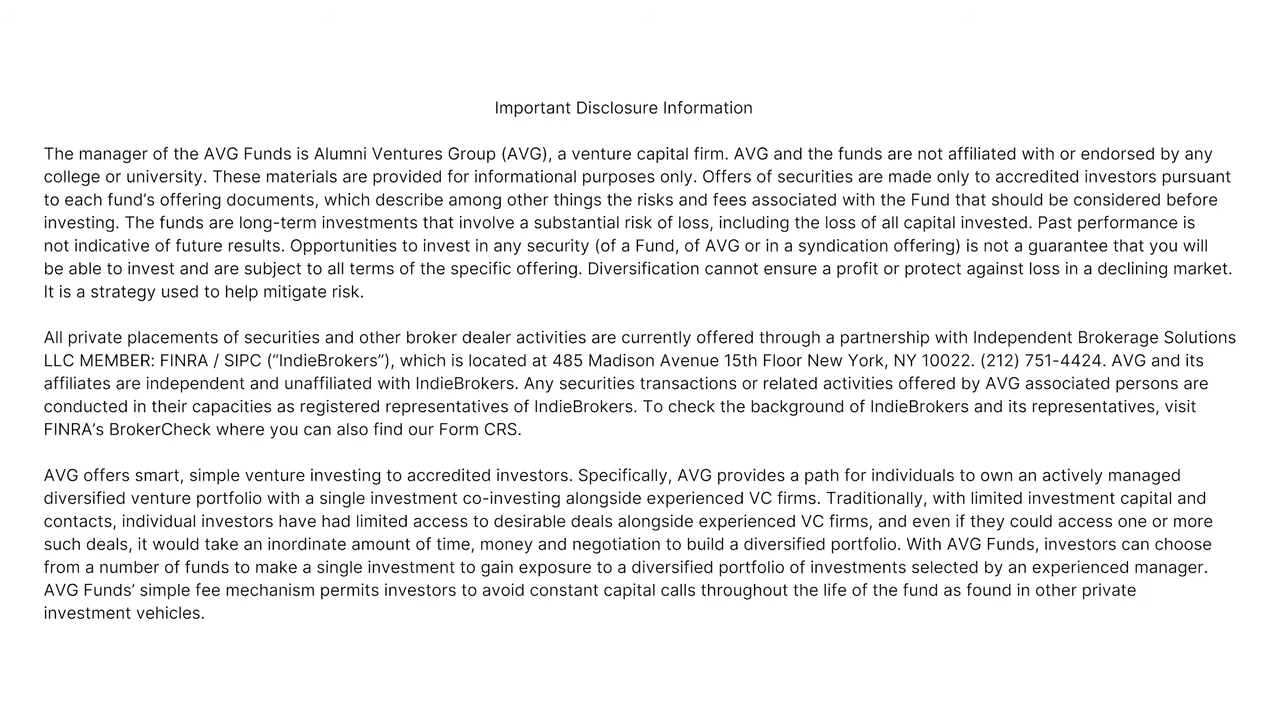 Important Disclosure Information
The manager of the AVG Funds is Alumni Ventures Group (AVG), a venture capital firm. AVG and the funds are not affiliated with or endorsed by any
college or university. These materials are provided for informational purposes only. Offers of securities are made only to accredited investors pursuant
to each fund’s offering documents, which describe among other things the risks and fees associated with the Fund that should be considered before
investing. The funds are long-term investments that involve a substantial risk of loss, including the loss of all capital invested. Past performance is
not indicative of future results. Opportunities to invest in any security (of a Fund, of AVG or in a syndication offering) is not a guarantee that you will
be able to invest and are subject to all terms of the specific offering. Diversification cannot ensure a profit or protect against loss in a declining market.
It is a strategy used to help mitigate risk.
All private placements of securities and other broker dealer activities are currently offered through a partnership with Independent Brokerage Solutions
LLC MEMBER: FINRA / SIPC (“IndieBrokers”), which is located at 485 Madison Avenue 15th Floor New York, NY 10022. (212) 751-4424. AVG and its
affiliates are independent and unaffiliated with IndieBrokers. Any securities transactions or related activities offered by AVG associated persons are
conducted in their capacities as registered representatives of IndieBrokers. To check the background of IndieBrokers and its representatives, visit
FINRA’s BrokerCheck where you can also find our Form CRS.
AVG offers smart, simple venture investing to accredited investors. Specifically, AVG provides a path for individuals to own an actively managed
diversified venture portfolio with a single investment co-investing alongside experienced VC firms. Traditionally, with limited investment capital and
contacts, individual investors have had limited access to desirable deals alongside experienced VC firms, and even if they could access one or more
such deals, it would take an inordinate amount of time, money and negotiation to build a diversified portfolio. With AVG Funds, investors can choose
from a number of funds to make a single investment to gain exposure to a diversified portfolio of investments selected by an experienced manager.
AVG Funds’ simple fee mechanism permits investors to avoid constant capital calls throughout the life of the fund as found in other private
investment vehicles.